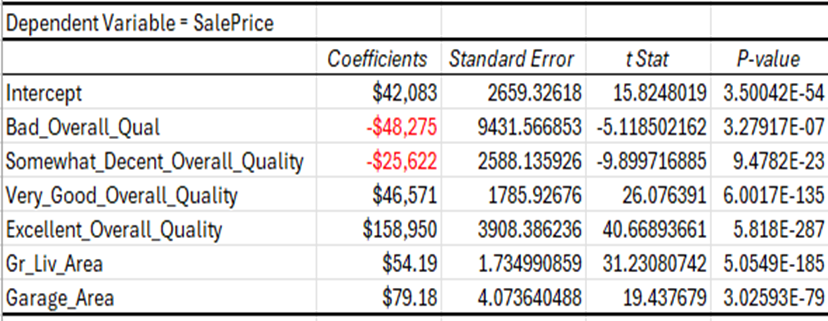 Dependent Variable = SalePrice
Coefficients Standard Error t Stat P-value
Intercept $42,083 2659.32618 15.8248019 3.50042E-54
Bad_Overall_Qual -$48,275 9431.566853 -5.118502162 3.27917E-07
Somewhat_Decent_Overall_Quality -$25,622 2588.135926 -9.899716885 9.4782E-23
Very_Good_Overall_Quality $46,571 1785.92676 26.076391 6.0017E-135
Excellent_Overall_Quality $158,950 3908.386236 40.66893661 5.818E-287
Gr_Liv_Area $54.19 1.734990859 31.23080742 5.0549E-185
Garage_Area $79.18 4.073640488 19.437679 3.02593E-79